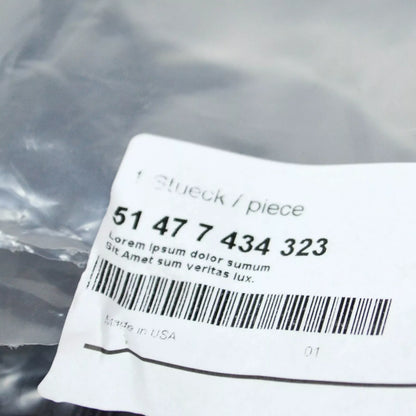 1 Stueck / piece
51 47 7 434 323
Lorem ipsum dolor sumum
Sit Amet sum veritas lux.
Made in USA
01